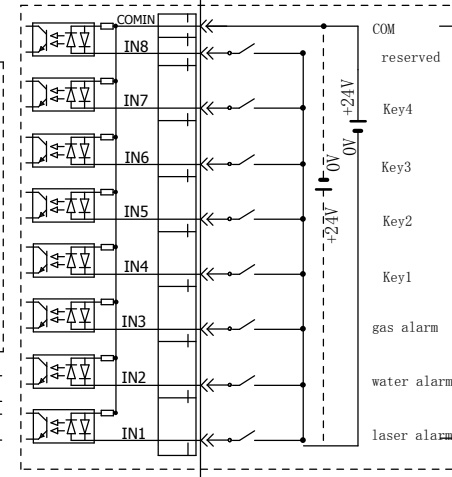 COMIN COM
IN8 reserved
IN7 +24V Key4
0V
IN6 0V Key3
IN5 +24V Key2
IN4 Key1
IN3 gas alarm
IN2 water alarm
IN1 laser alarm